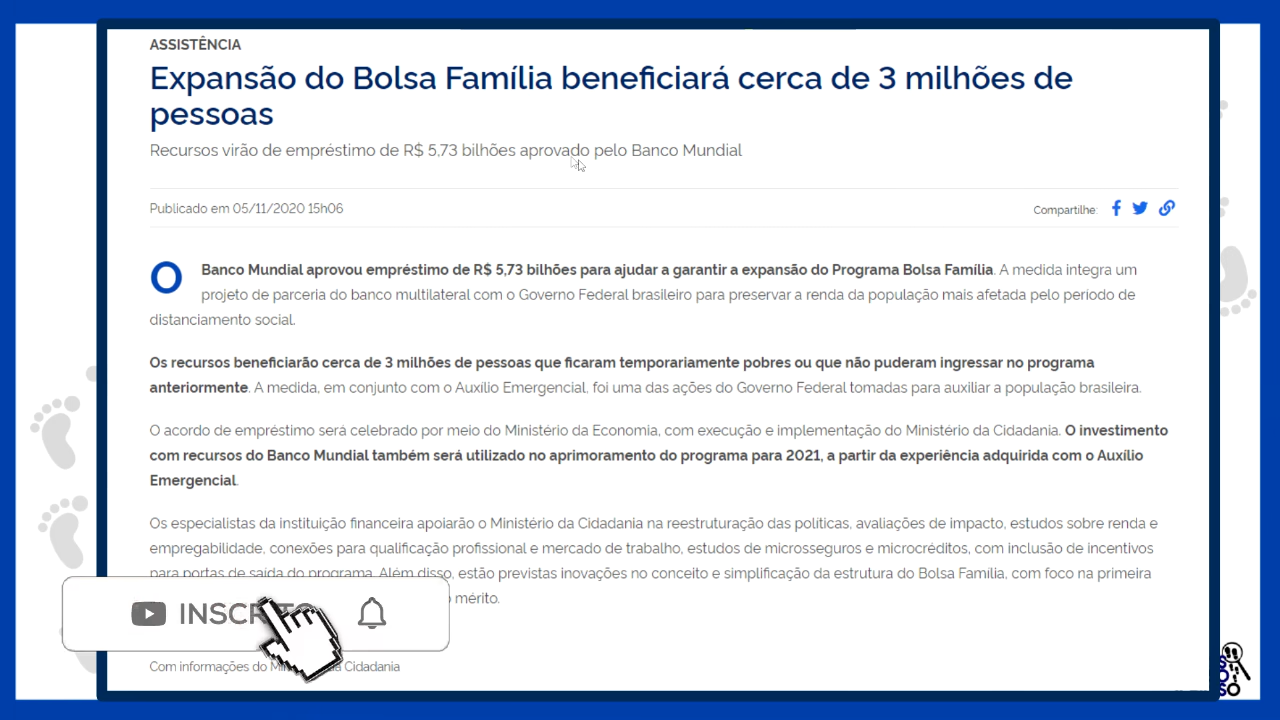 ASSISTÊNCIA
Expansão do Bolsa Família beneficiará cerca de 3 milhões de
pessoas
Recursos virão de empréstimo de R$ 5,73 bilhões aprovado pelo Banco Mundial
Publicado em 05/11/2020 15h06
Compartilhe:
O Banco Mundial aprovou empréstimo de R$ 5,73 bilhões para ajudar a garantir a expansão do Programa Bolsa Família. A medida integra um
projeto de parceria do banco multilateral com o Governo Federal brasileiro para preservar a renda da população mais afetada pelo período de
distanciamento social.
Os recursos beneficiarão cerca de 3 milhões de pessoas que ficaram temporariamente pobres ou que não puderam ingressar no programa
anteriormente. A medida, em conjunto com o Auxílio Emergencial, foi uma das ações do Governo Federal tomadas para auxiliar a população brasileira.
O acordo de empréstimo será celebrado por meio do Ministério da Economia, com execução e implementação do Ministério da Cidadania. O investimento
com recursos do Banco Mundial também será utilizado no aprimoramento do programa para 2021, a partir da experiência adquirida com o Auxílio
Emergencial.
Os especialistas da instituição financeira apoiarão o Ministério da Cidadania na reestruturação das políticas, avaliações de impacto, estudos sobre renda e
empregabilidade, conexões para qualificação profissional e mercado de trabalho, estudos de microsseguros e microcréditos, com inclusão de incentivos
para portas de saída do programa. Além disso, estão previstas inovações no conceito e simplificação da estrutura do Bolsa Família, com foco na primeira
mérito.
INSCRITO
Com informações do Ministério da Cidadania